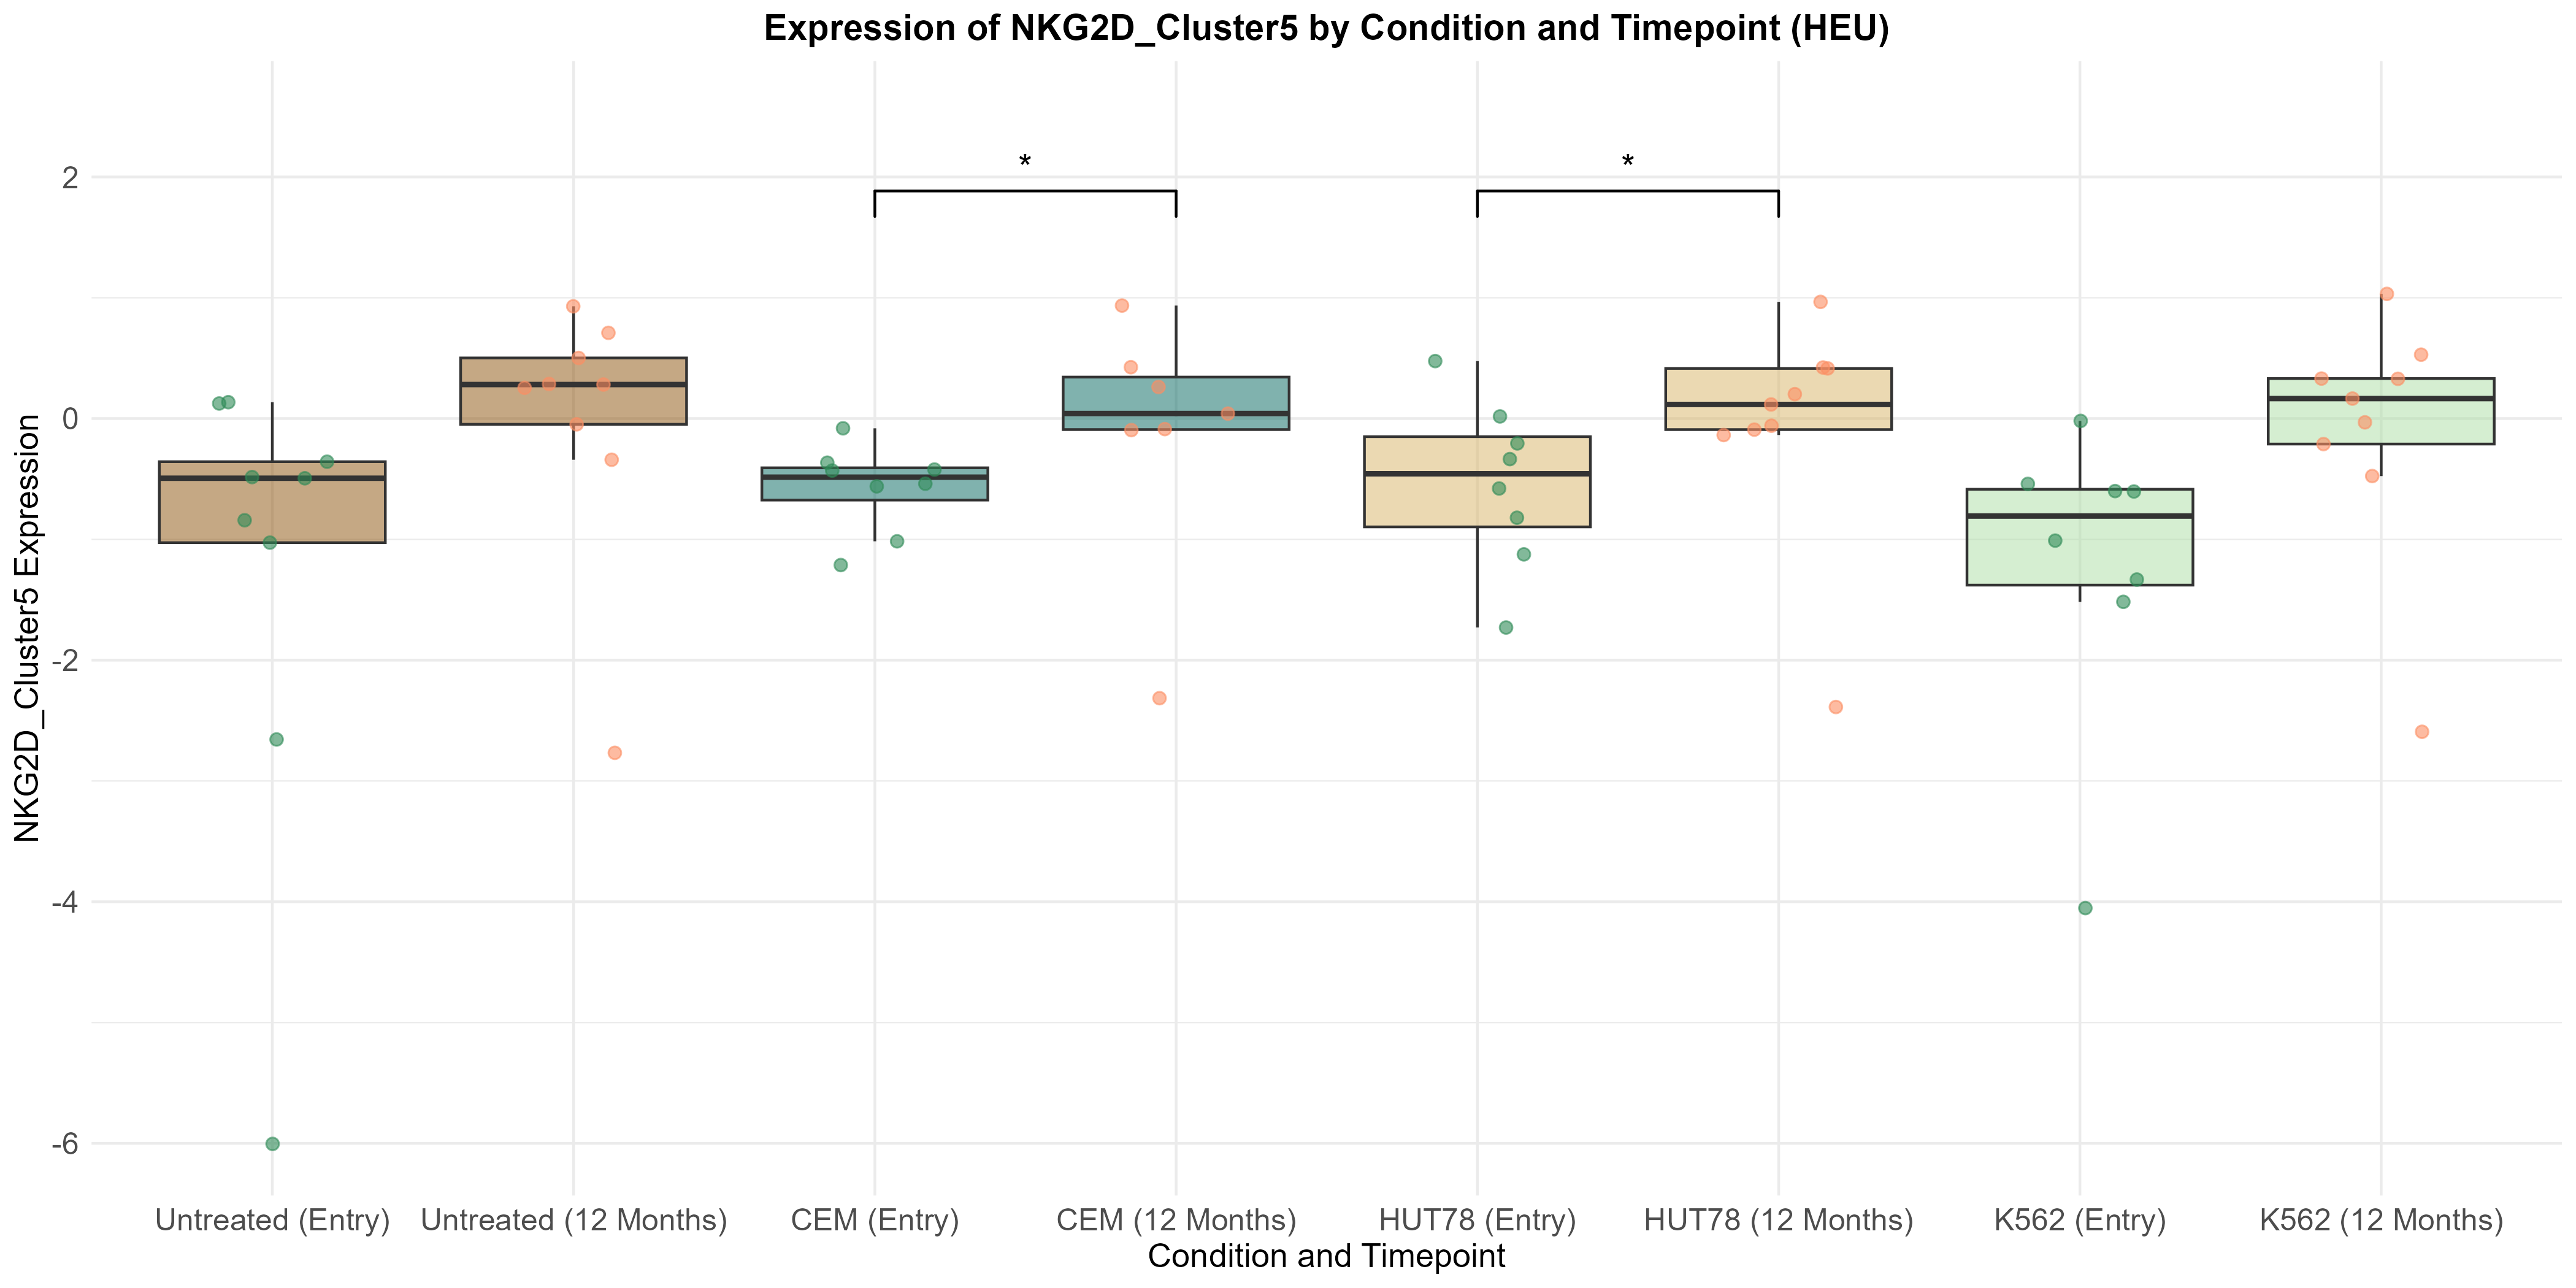 Expression of NKG2D_Cluster5 by Condition and Timepoint (HEU)
* *
2
0
-2
-4
-6
NKG2D_Cluster5 Expression
Untreated (Entry) Untreated (12 Months) CEM (Entry) CEM (12 Months) HUT78 (Entry) HUT78 (12 Months) K562 (Entry) K562 (12 Months)
Condition and Timepoint